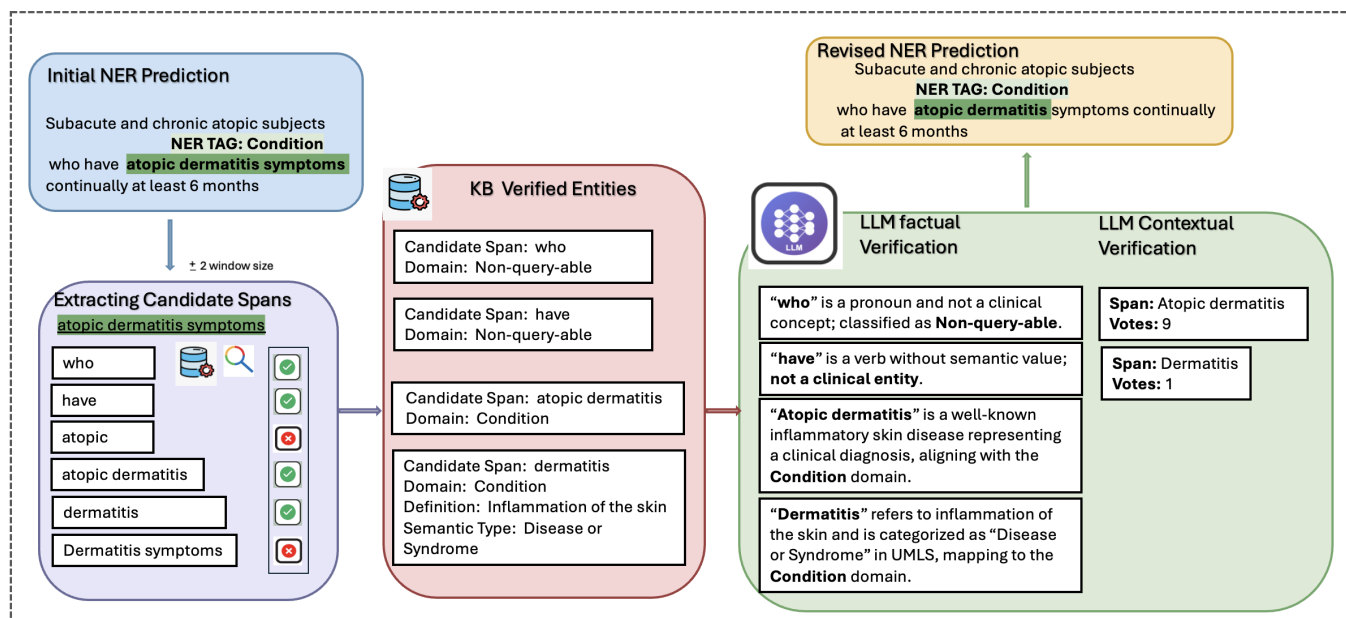 Initial NER Prediction
Subacute and chronic atopic subjects
NER TAG: Condition
who have atopic dermatitis symptoms
continually at least 6 months
± 2 window size
Extracting Candidate Spans
atopic dermatitis symptoms
who
have
atopic
atopic dermatitis
dermatitis
Dermatitis symptoms
KB Verified Entities
Candidate Span: who
Domain: Non-query-able
Candidate Span: have
Domain: Non-query-able
Candidate Span: atopic dermatitis
Domain: Condition
Candidate Span: dermatitis
Domain: Condition
Definition: Inflammation of the skin
Semantic Type: Disease or
Syndrome
Revised NER Prediction
Subacute and chronic atopic subjects
NER TAG: Condition
who have atopic dermatitis symptoms continually
at least 6 months
LLM
LLM factual
Verification
“who” is a pronoun and not a clinical
concept; classified as Non-query-able.
“have” is a verb without semantic value;
not a clinical entity.
“Atopic dermatitis” is a well-known
inflammatory skin disease representing
a clinical diagnosis, aligning with the
Condition domain.
“Dermatitis” refers to inflammation of
the skin and is categorized as “Disease
or Syndrome” in UMLS, mapping to the
Condition domain.
LLM Contextual
Verification
Span: Atopic dermatitis
Votes: 9
Span: Dermatitis
Votes: 1